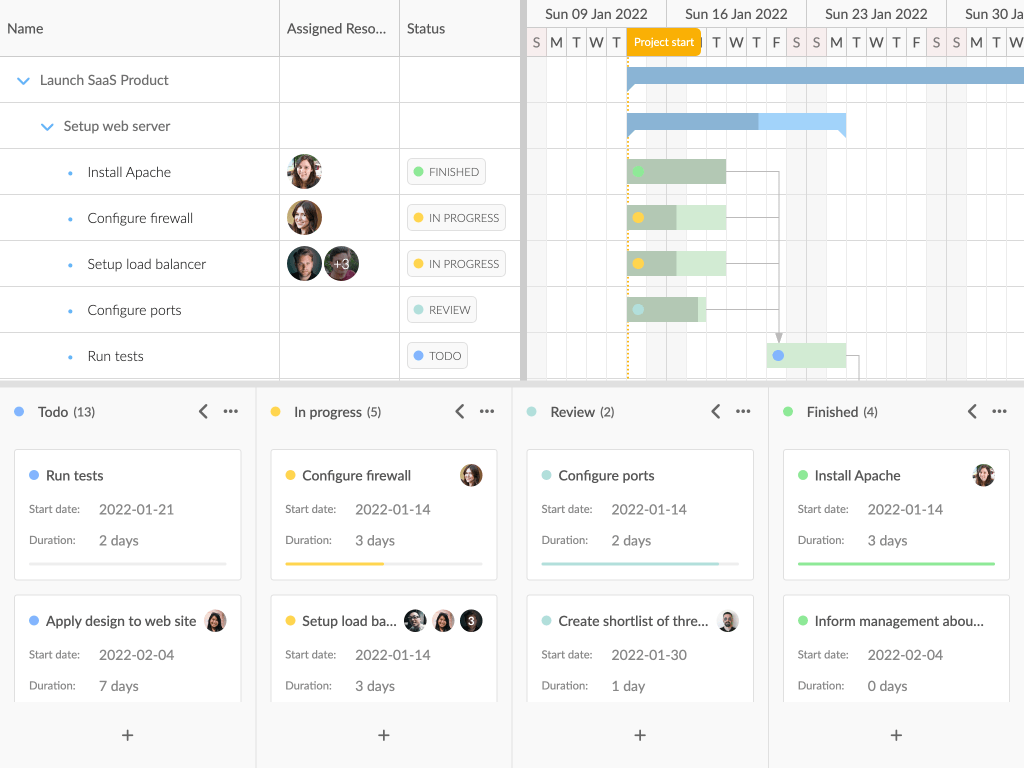 Name Assigned Reso... Status
Sun 09 Jan 2022 Sun 16 Jan 2022 Sun 23 Jan 2022 Sun 30 Ja
S M T W T Project start T W T F S S M T W T F S S M T W
Launch SaaS Product
Setup web server
Install Apache FINISHED
Configure firewall IN PROGRESS
Setup load balancer +3 IN PROGRESS
Configure ports REVIEW
Run tests TODO
Todo (13)
Run tests
Start date: 2022-01-21
Duration: 2 days
Apply design to web site
Start date: 2022-02-04
Duration: 7 days
+
In progress (5)
Configure firewall
Start date: 2022-01-14
Duration: 3 days
Setup load ba... 3
Start date: 2022-01-14
Duration: 3 days
+
Review (2)
Configure ports
Start date: 2022-01-14
Duration: 2 days
Create shortlist of thre...
Start date: 2022-01-30
Duration: 1 day
+
Finished (4)
Install Apache
Start date: 2022-01-14
Duration: 3 days
Inform management abou...
Start date: 2022-02-04
Duration: 0 days
+